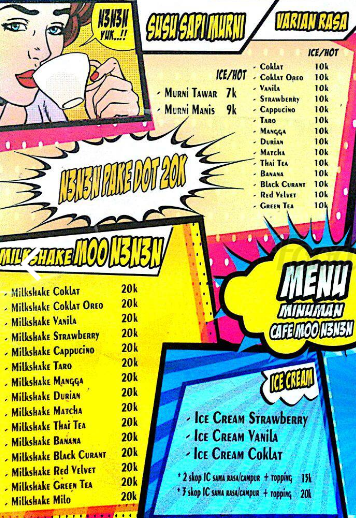 N3N3N
YUK..!!
SUSU SAPI MURNI
ICE/HOT
- Murni Tawar 7k
- Murni Manis 9k
VARIAN RASA
ICE/HOT
- Coklat 10k
- Coklat Oreo 10k
- Vanila 10k
- Strawberry 10k
- Cappucino 10k
- Taro 10k
- Mangga 10k
- Durian 10k
- Matcha 10k
- Thai Tea 10k
- Banana 10k
- Black Curant 10k
- Red Velvet 10k
- Green Tea 10k
N3N3N PAKE DOT 20K
MILKSHAKE MOO N3N3N
- Milkshake Coklat 20k
- Milkshake Coklat Oreo 20k
- Milkshake Vanila 20k
- Milkshake Strawberry 20k
- Milkshake Cappucino 20k
- Milkshake Taro 20k
- Milkshake Mangga 20k
- Milkshake Durian 20k
- Milkshake Matcha 20k
- Milkshake Thai Tea 20k
- Milkshake Banana 20k
- Milkshake Black Curant 20k
- Milkshake Red Velvet 20k
- Milkshake Green Tea 20k
- Milkshake Milo 20k
MENU
MINUMAN
CAFE MOO N3N3N
ICE CREAM
- Ice Cream Strawberry
- Ice Cream Vanila
- Ice Cream Coklat
* 2 skop IC sama rasa/campur + topping 15k
* 3 skop IC sama rasa/campur + topping 20k